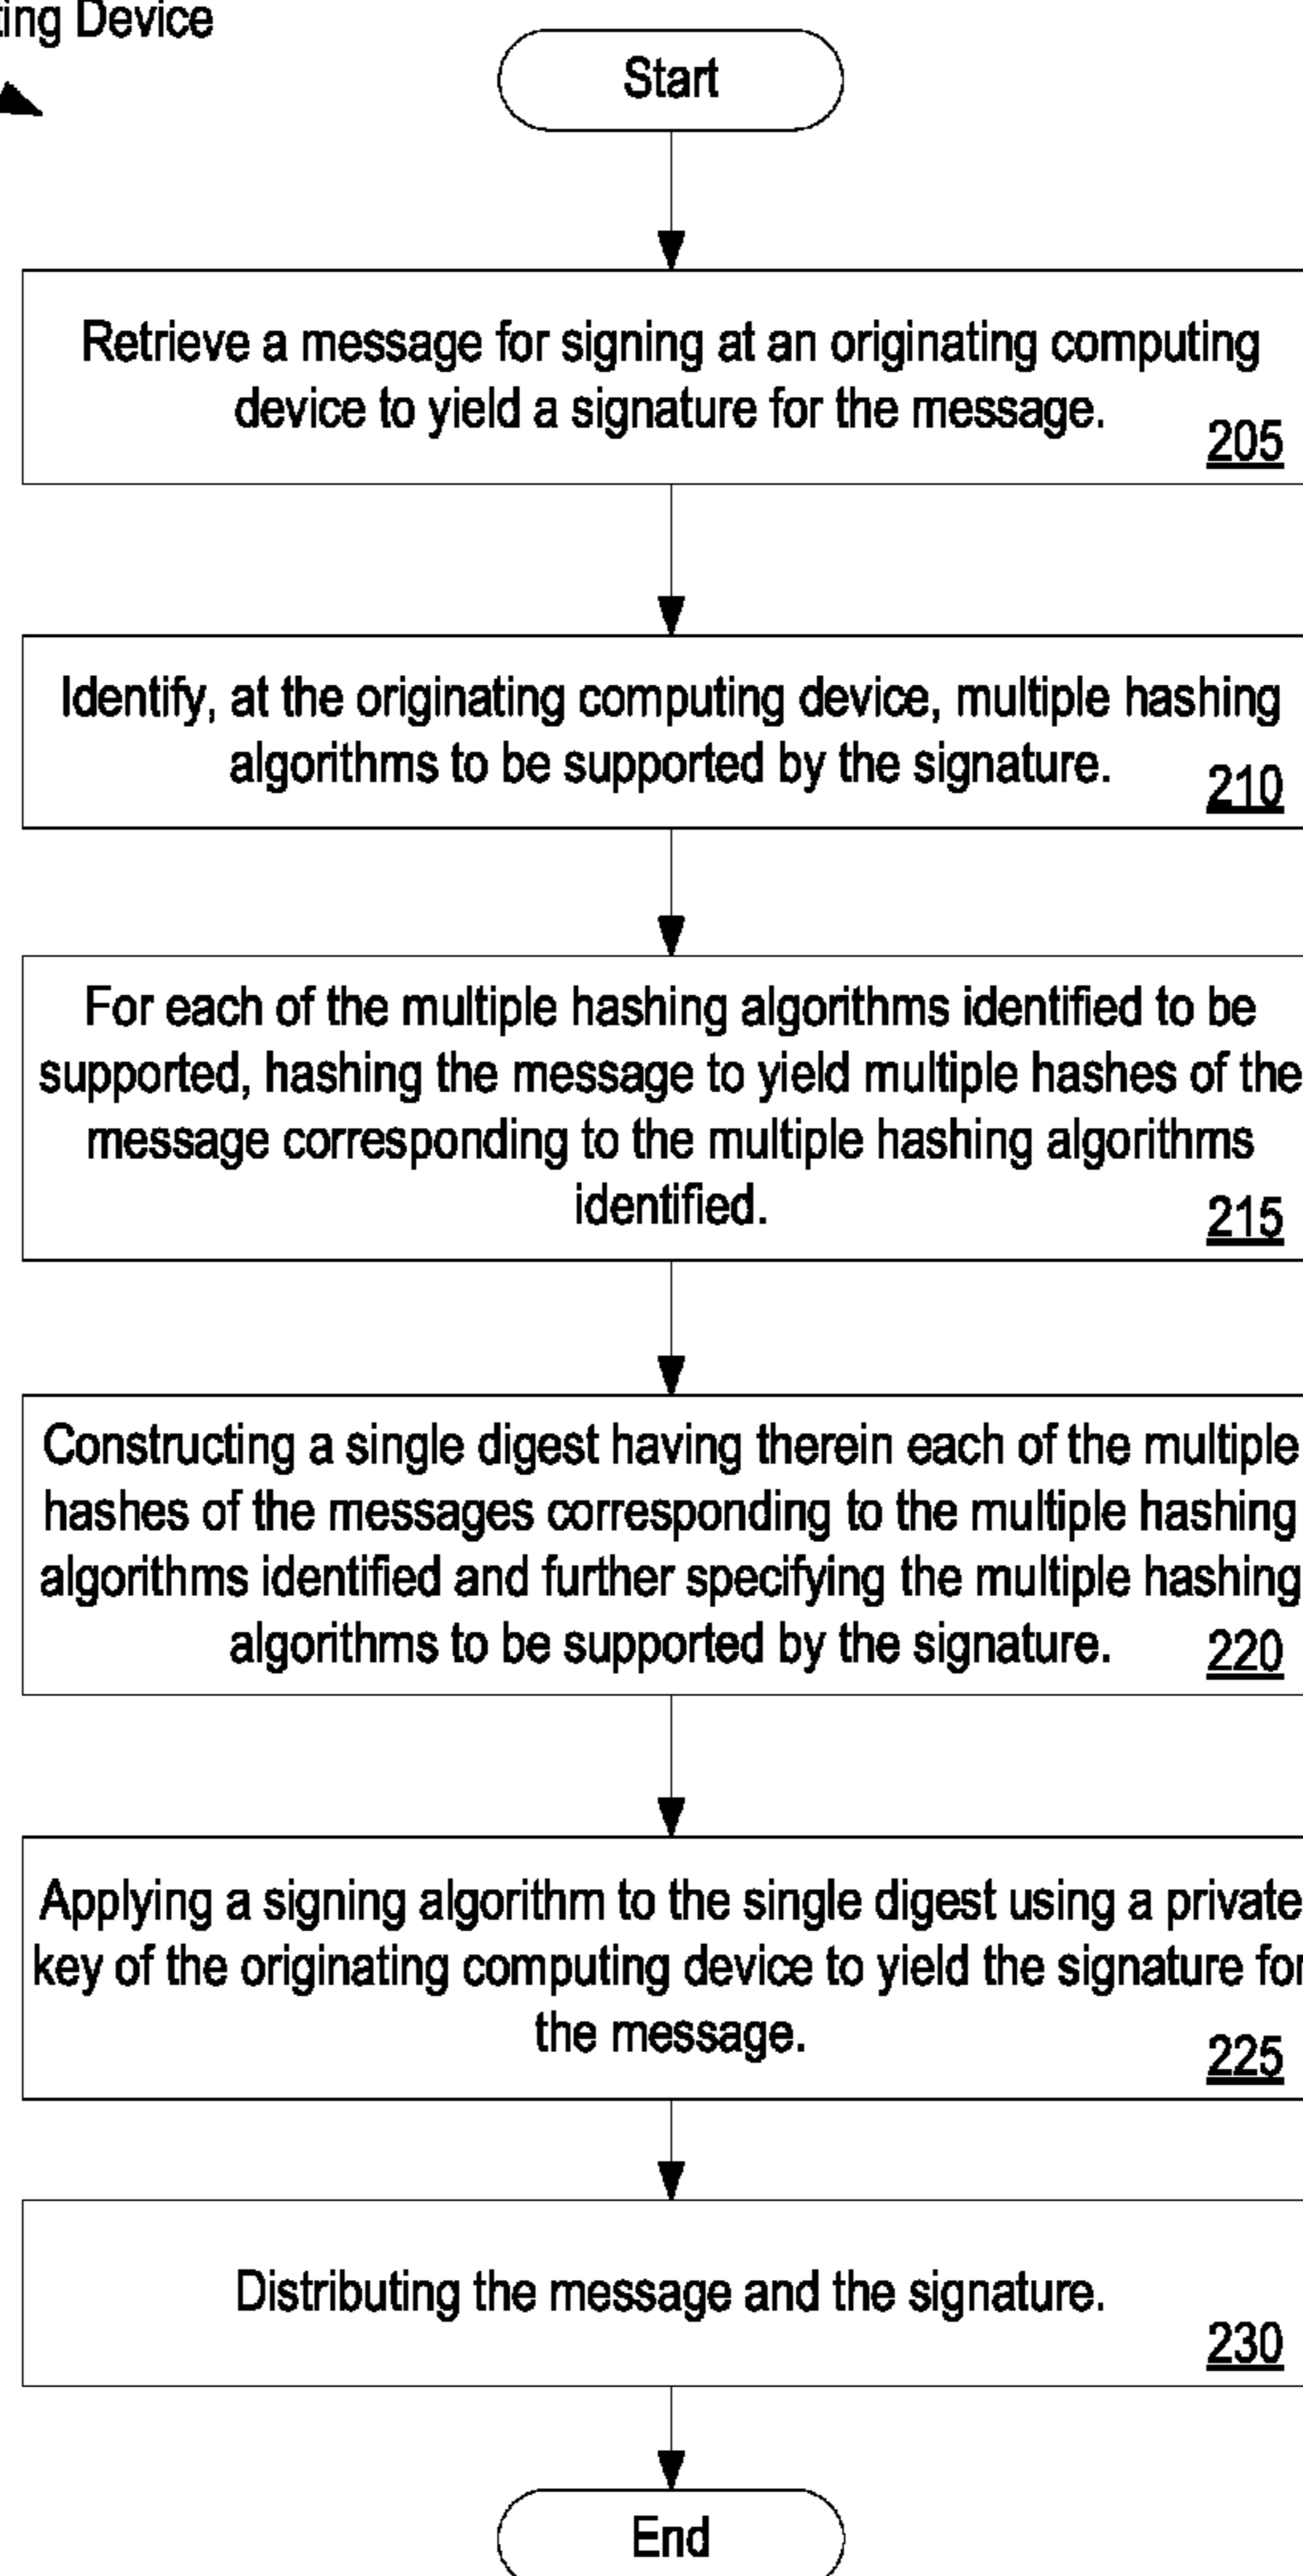 Device
Start
Retrieve a message for signing at an originating computing
device to yield a signature for the message.
205
Identify, at the originating computing device, multiple hashing
algorithms to be supported by the signature.
210
For each of the multiple hashing algorithms identified to be
supported, hashing the message to yield multiple hashes of the
message corresponding to the multiple hashing algorithms
identified.
215
Constructing a single digest having therein each of the multiple
hashes of the messages corresponding to the multiple hashing
algorithms identified and further specifying the multiple hashing
algorithms to be supported by the signature.
220
Applying a signing algorithm to the single digest using a private
key of the originating computing device to yield the signature for
the message.
225
Distributing the message and the signature.
230
End